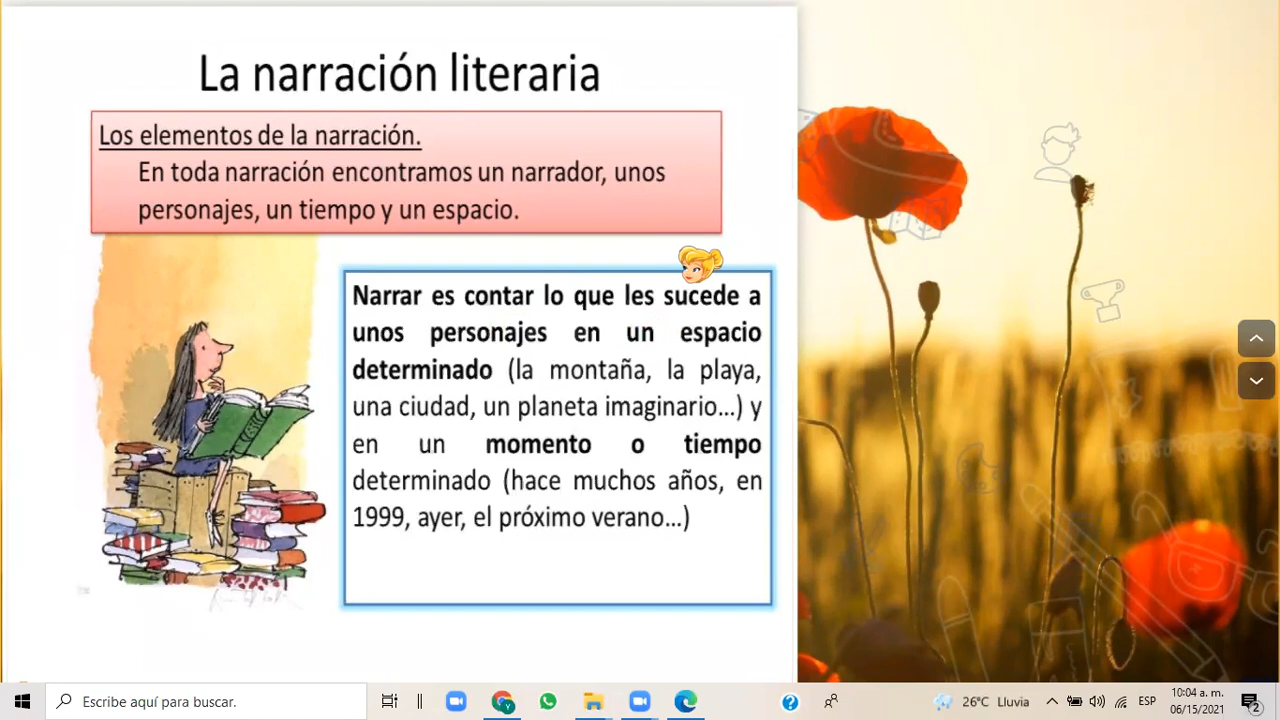 La narración literaria
Los elementos de la narración.
En toda narración encontramos un narrador, unos
personajes, un tiempo y un espacio.
Narrar es contar lo que les sucede a
unos personajes en un espacio
determinado (la montaña, la playa,
una ciudad, un planeta imaginario...) y
en un momento o tiempo
determinado (hace muchos años, en
1999, ayer, el próximo verano...)
Escribe aquí para buscar.
26°C Lluvia
ESP
10:04 a. m.
06/15/2021
2